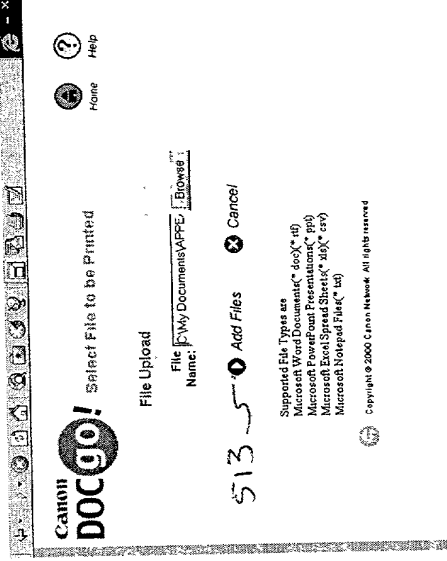 Canon
DOCgo! Select File to be Printed
Home
Help
File Upload
File Name: C:\My Documents\APPE Browse
513
Add Files
Cancel
Supported File Types are
Microsoft Word Documents(* doc)(* rtf)
Microsoft PowerPoint Presentations(* ppt)
Microsoft Excel Spread Sheets(* xls)(* csv)
Microsoft Notepad Files(* txt)
Copyright @ 2000 Canon Network All rights reserved